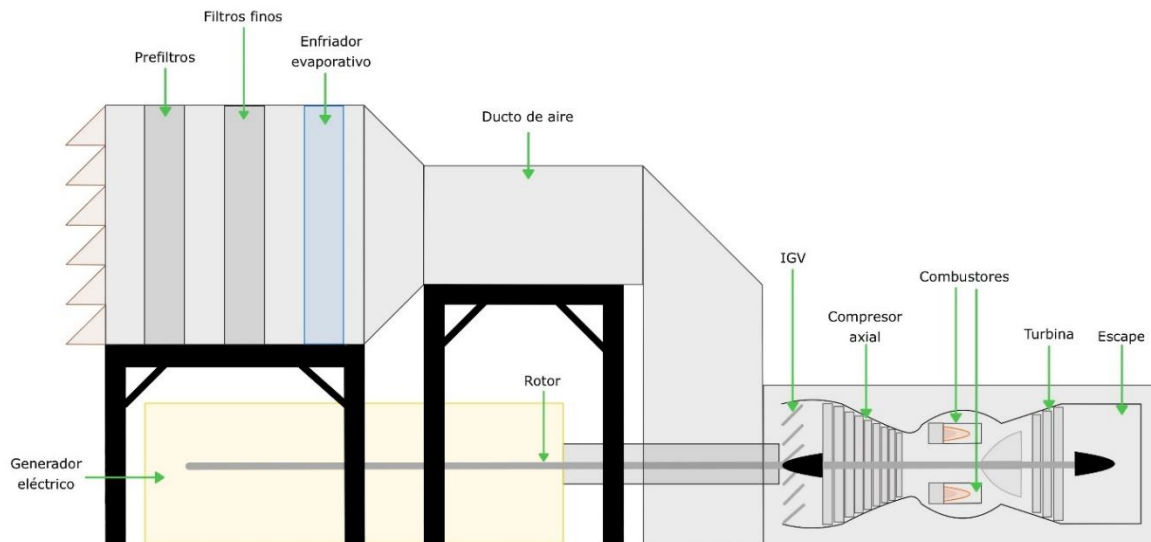 Filtros finos
Prefiltros
Enfriador
evaporativo
Ducto de aire
IGV
Combustores
Compresor
axial
Turbina
Escape
Rotor
Generador
eléctrico